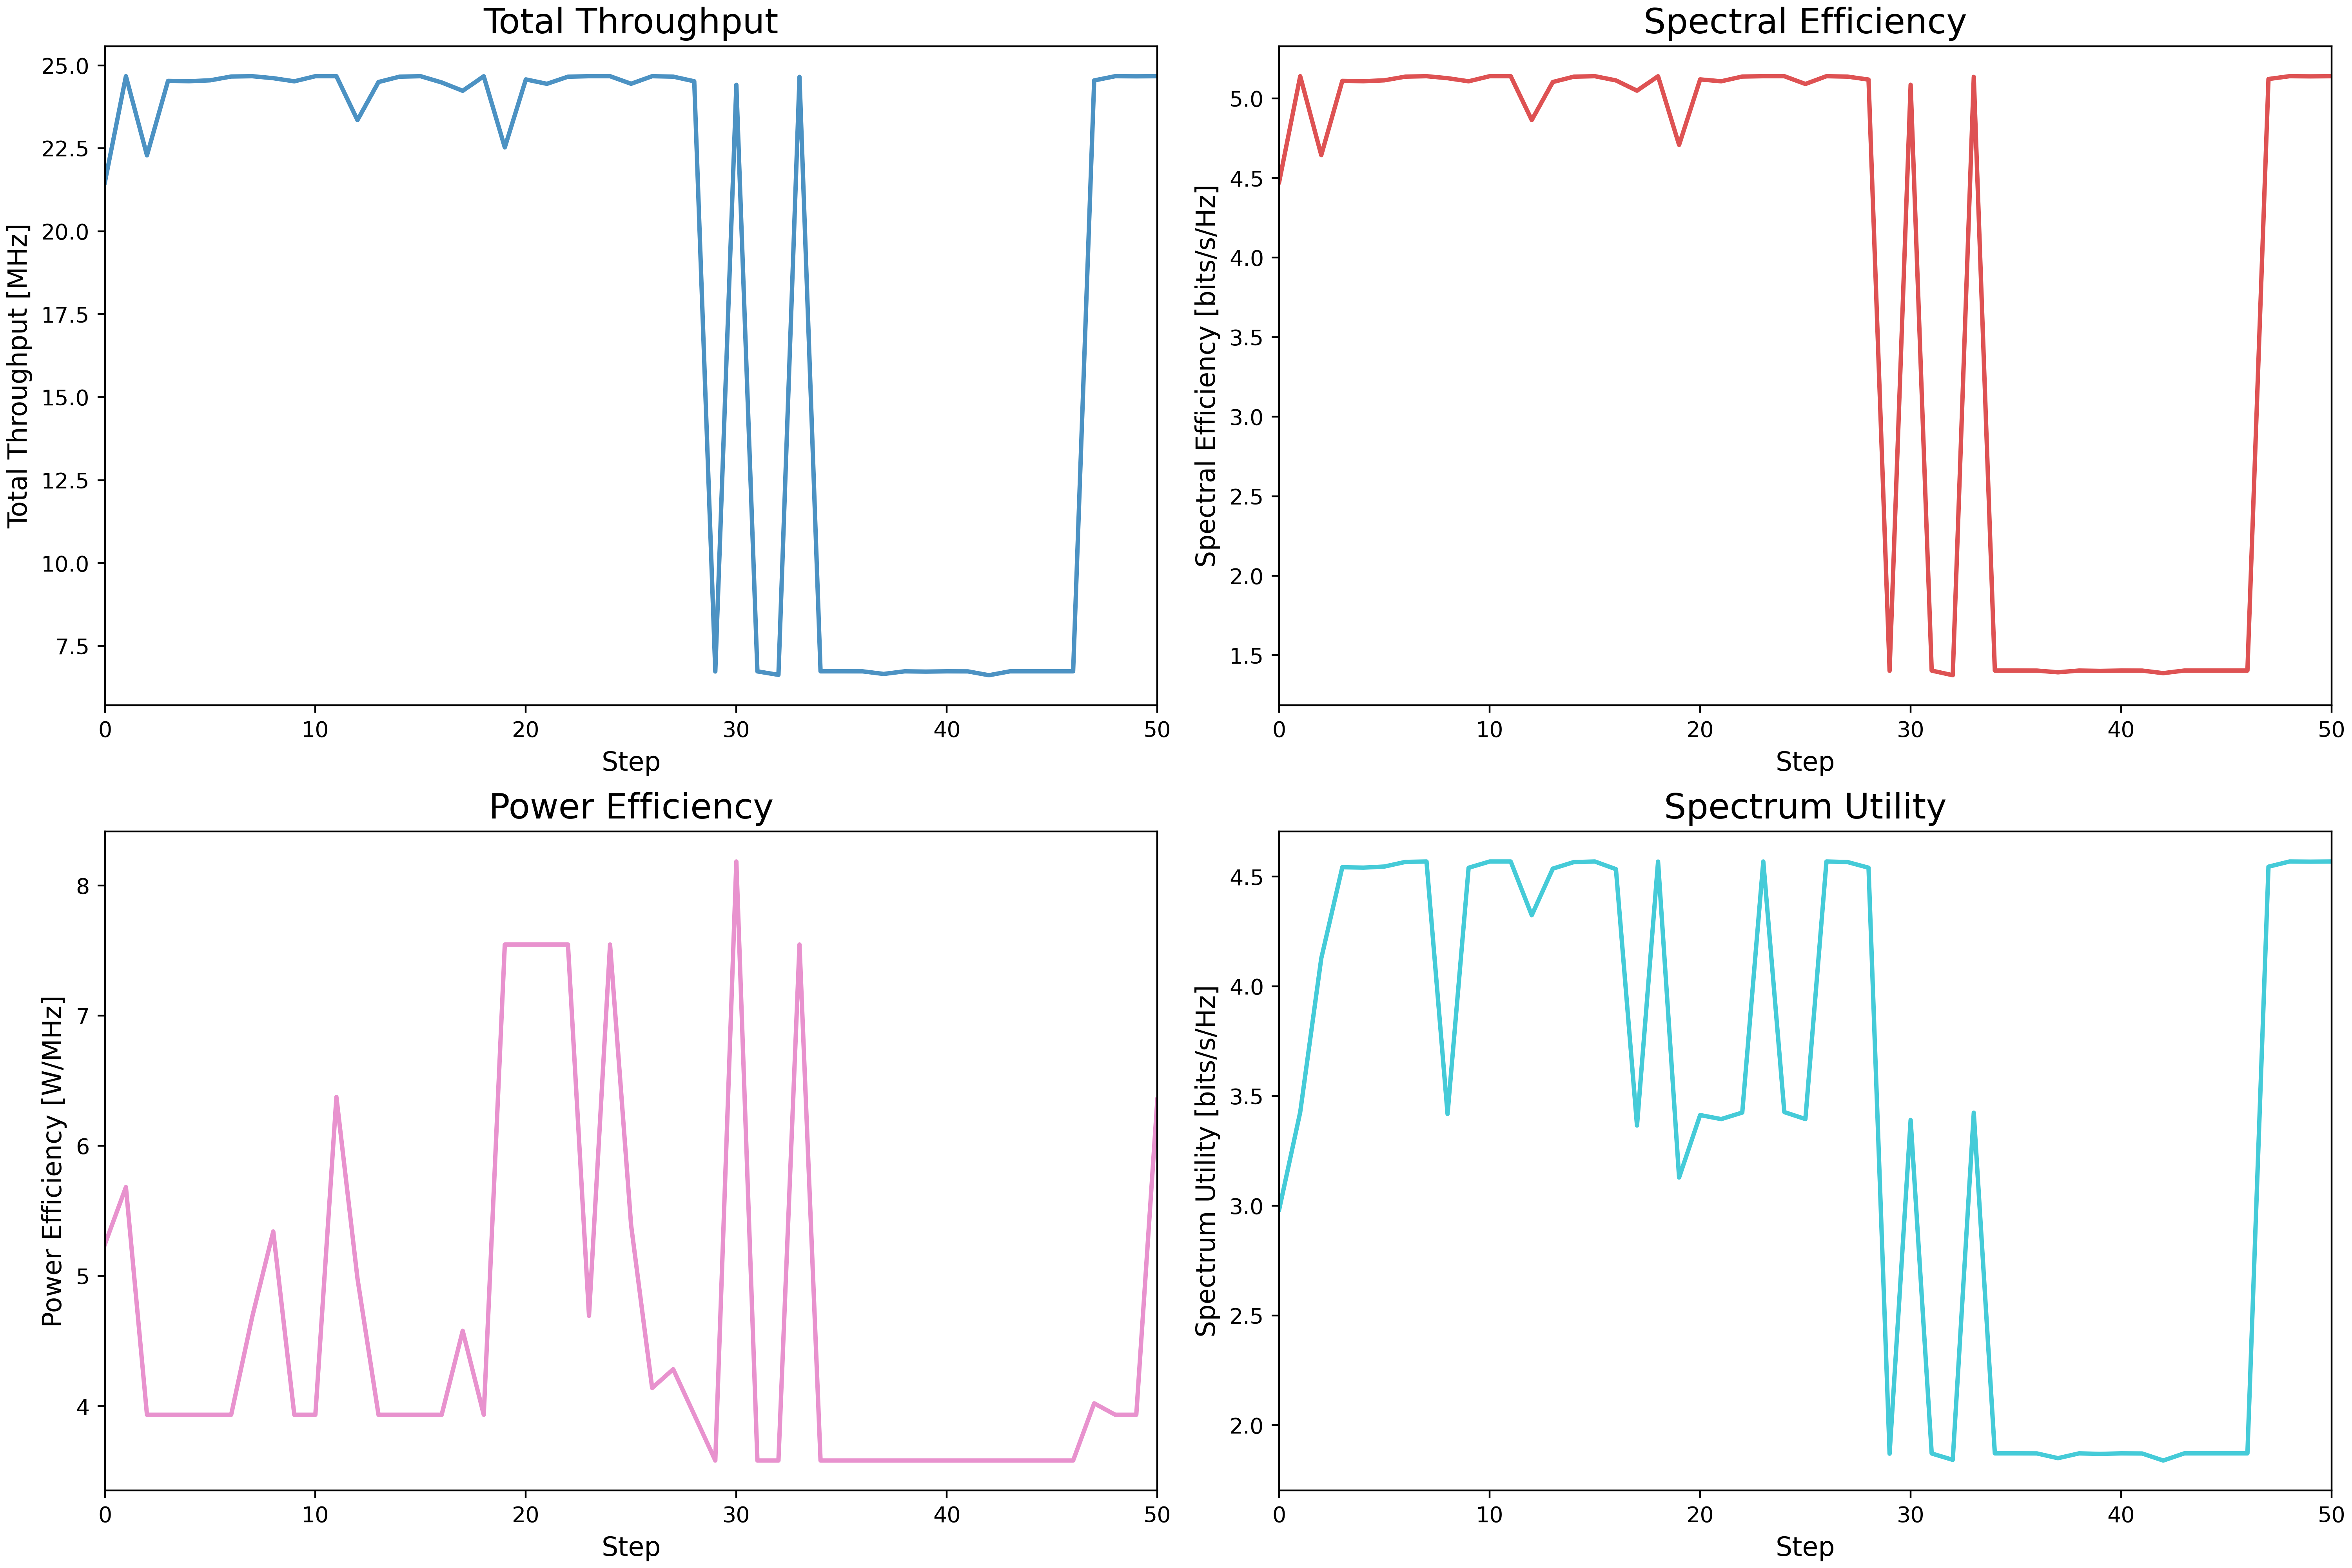 Total Throughput
Total Throughput [MHz]
25.0
22.5
20.0
17.5
15.0
12.5
10.0
7.5
0 10 20 30 40 50
Step
Spectral Efficiency
Spectral Efficiency [bits/s/Hz]
5.0
4.5
4.0
3.5
3.0
2.5
2.0
1.5
0 10 20 30 40 50
Step
Power Efficiency
Power Efficiency [W/MHz]
8
7
6
5
4
0 10 20 30 40 50
Step
Spectrum Utility
Spectrum Utility [bits/s/Hz]
4.5
4.0
3.5
3.0
2.5
2.0
0 10 20 30 40 50
Step